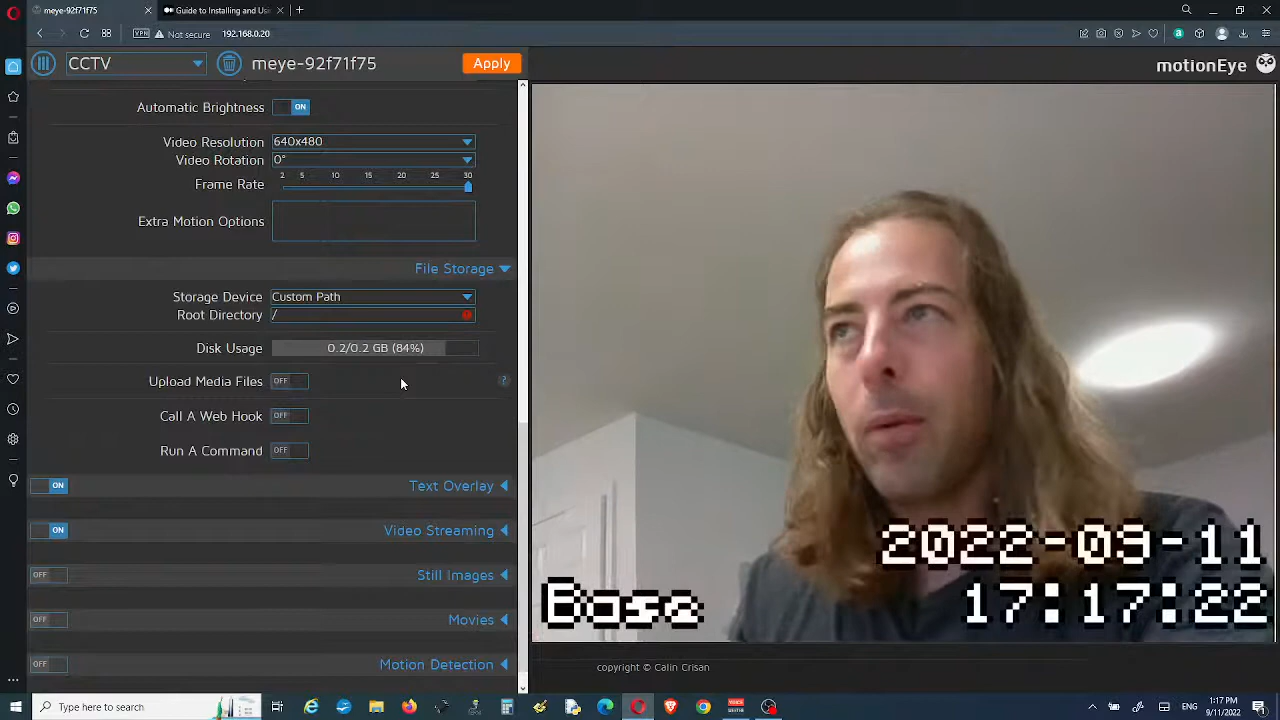 meye-92f71f75
Guide to Installing and Usi
VPN
Not secure
192.168.0.20
CCTV
meye-92f71f75
Apply
motionEye
Automatic Brightness
ON
Video Resolution
640x480
Video Rotation
0°
2 5 10 15 20 25 30
Frame Rate
Extra Motion Options
File Storage
Storage Device
Custom Path
Root Directory
/
Disk Usage
0.2/0.2 GB (84%)
Upload Media Files
OFF
?
Call A Web Hook
OFF
Run A Command
OFF
ON
Text Overlay
ON
Video Streaming
OFF
Still Images
OFF
Movies
OFF
Motion Detection
2022-09-11
Base
17:17:22
copyright © Calin Crisan
Type here to search
1:17 PM
9/11/2022